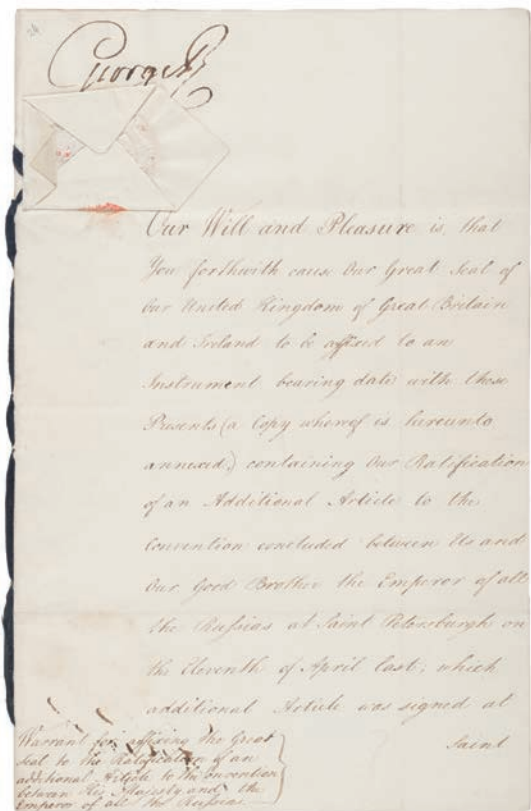 George R
Our Will and Pleasure is, that
You forthwith cause Our Great Seal of
Our United Kingdom of Great Britain
and Ireland to be affixed to an
Instrument bearing date with these
Presents (a Copy whereof is hereunto
annexed,) containing Our Ratification
of an Additional Article to the
Convention concluded between Us and
Our Good Brother the Emperor of all
the Russias at Saint Petersburgh on
the Eleventh of April last; which
additional Article was signed at
Saint
Warrant for affixing the Great
Seal to the Ratification of an
additional Article to the Convention
between His Majesty and the
Emperor of all the Russias.